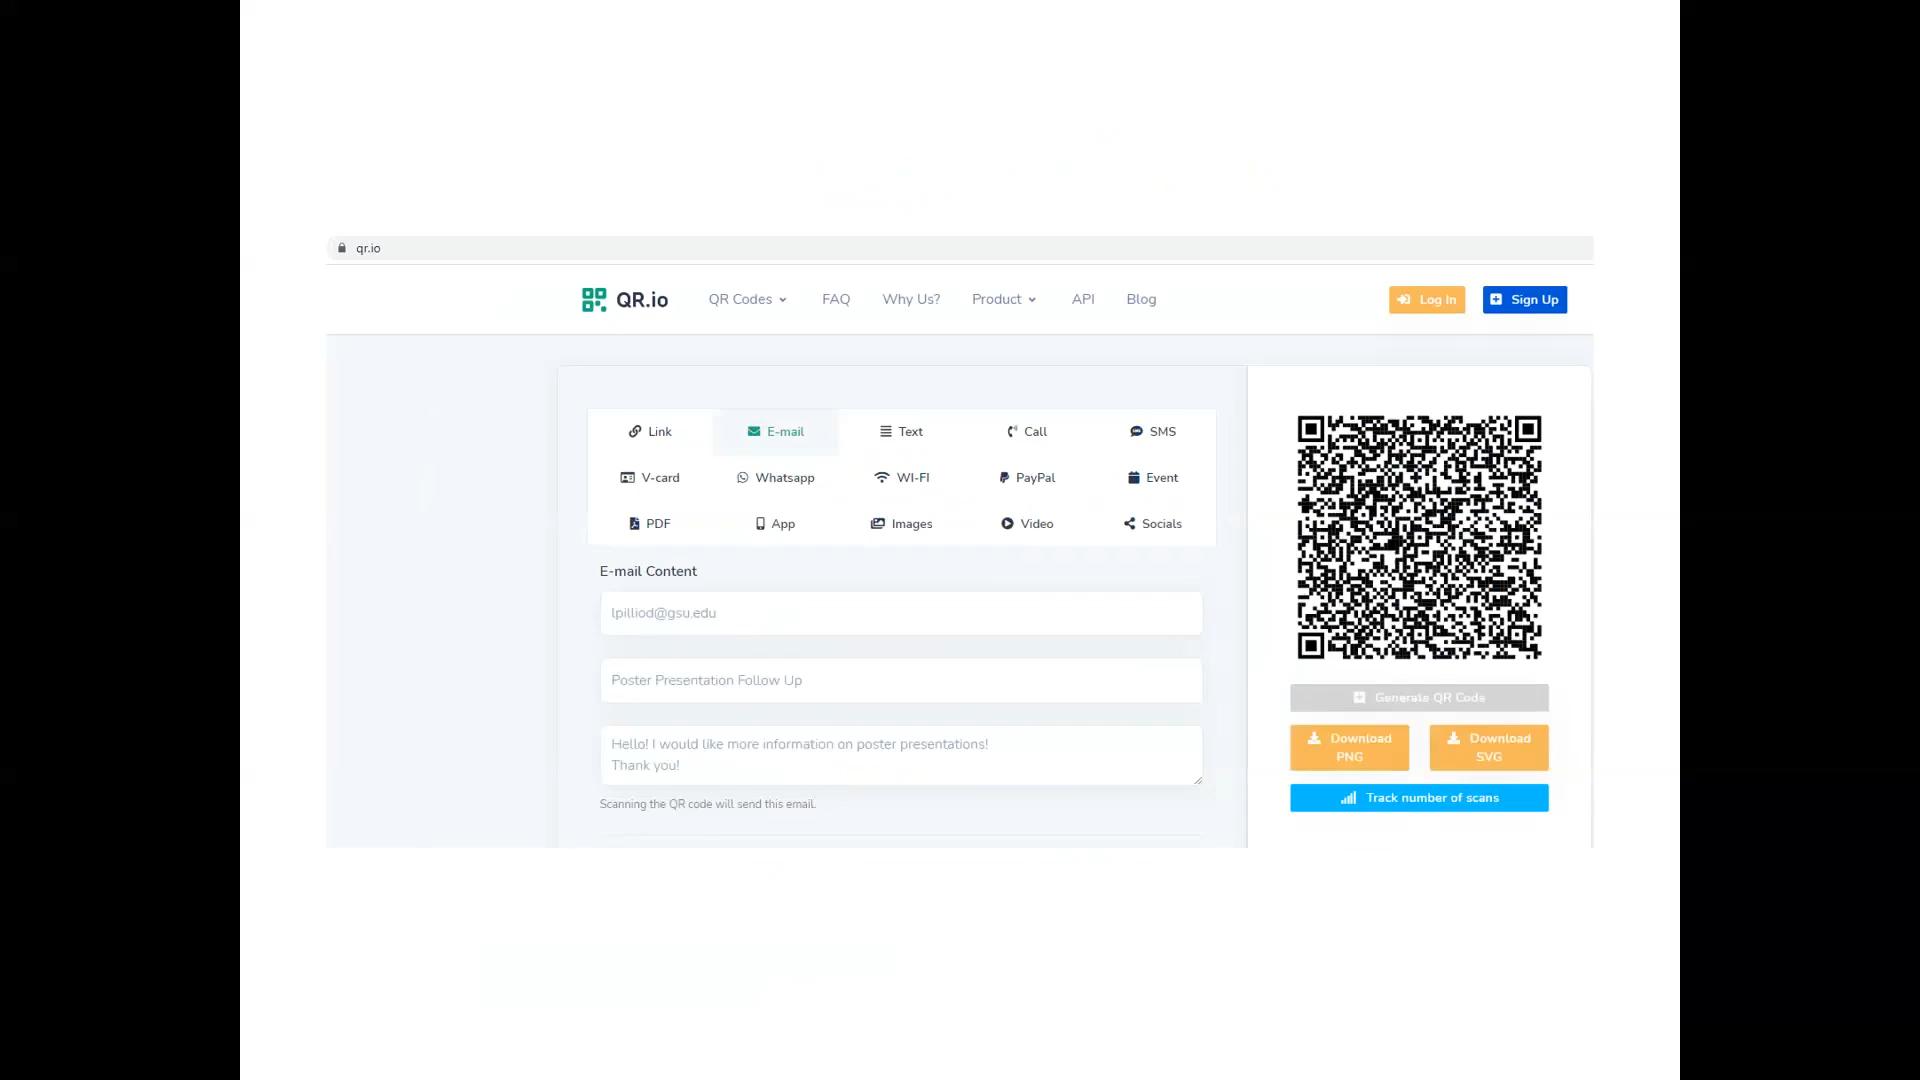 qr.io
QR.io QR Codes FAQ Why Us? Product API Blog Log In Sign Up
Link E-mail Text Call SMS
V-card Whatsapp WI-FI PayPal Event
PDF App Images Video Socials
E-mail Content
lpilliod@gsu.edu
Poster Presentation Follow Up
Hello! I would like more information on poster presentations!
Thank you!
Scanning the QR code will send this email.
Generate QR Code
Download PNG
Download SVG
Track number of scans